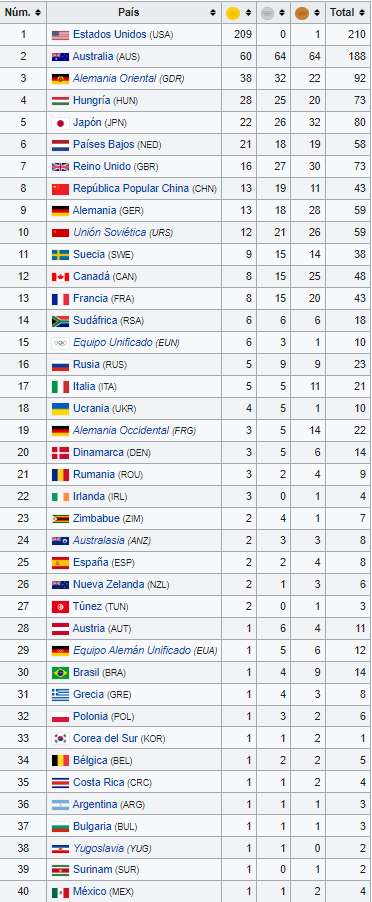 Núm. País Total
1 Estados Unidos (USA) 209 0 1 210
2 Australia (AUS) 60 64 64 188
3 Alemania Oriental (GDR) 38 32 22 92
4 Hungría (HUN) 28 25 20 73
5 Japón (JPN) 22 26 32 80
6 Países Bajos (NED) 21 18 19 58
7 Reino Unido (GBR) 16 27 30 73
8 República Popular China (CHN) 13 19 11 43
9 Alemania (GER) 13 18 28 59
10 Unión Soviética (URS) 12 21 26 59
11 Suecia (SWE) 9 15 14 38
12 Canadá (CAN) 8 15 25 48
13 Francia (FRA) 8 15 20 43
14 Sudáfrica (RSA) 6 6 6 18
15 Equipo Unificado (EUN) 6 3 1 10
16 Rusia (RUS) 5 9 9 23
17 Italia (ITA) 5 5 11 21
18 Ucrania (UKR) 4 5 1 10
19 Alemania Occidental (FRG) 3 5 14 22
20 Dinamarca (DEN) 3 5 6 14
21 Rumania (ROU) 3 2 4 9
22 Irlanda (IRL) 3 0 1 4
23 Zimbabue (ZIM) 2 4 1 7
24 Australasia (ANZ) 2 3 3 8
25 España (ESP) 2 2 4 8
26 Nueva Zelanda (NZL) 2 1 3 6
27 Túnez (TUN) 2 0 1 3
28 Austria (AUT) 1 6 4 11
29 Equipo Alemán Unificado (EUA) 1 5 6 12
30 Brasil (BRA) 1 4 9 14
31 Grecia (GRE) 1 4 3 8
32 Polonia (POL) 1 3 2 6
33 Corea del Sur (KOR) 1 1 2 1
34 Bélgica (BEL) 1 2 2 5
35 Costa Rica (CRC) 1 1 2 4
36 Argentina (ARG) 1 1 1 3
37 Bulgaria (BUL) 1 1 1 3
38 Yugoslavia (YUG) 1 1 0 2
39 Surinam (SUR) 1 0 1 2
40 México (MEX) 1 1 2 4